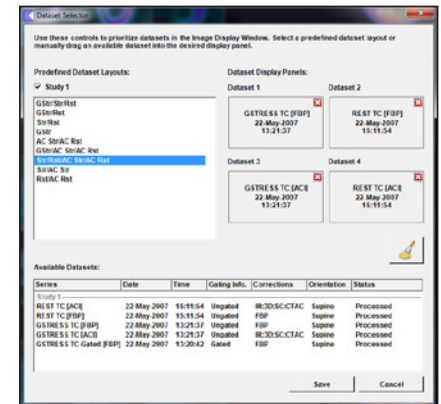 Dataset Selector
Use these controls to prioritize datasets in the Image Display Window. Select a predefined dataset layout or
manually drag an available dataset into the desired display panel.
Predefined Dataset Layouts:
Study 1
GStr/Str/Rst
GStr/Rst
Str/Rst
GStr
AC Str/AC Rst
GStr/AC Str/AC Rst
Str/Rst/AC Str/AC Rst
Str/AC Str
Rst/AC Rst
Dataset Display Panels:
Dataset 1
Dataset 2
GSTRESS TC [FBP]
22-May-2007
13:21:37
REST TC [FBP]
22-May-2007
15:11:54
Dataset 3
Dataset 4
GSTRESS TC [ACI]
22-May-2007
13:21:37
REST TC [ACI]
22-May-2007
15:11:54
Available Datasets:
Series Date Time Gating Info. Corrections Orientation Status
Study 1
REST TC [ACI] 22-May-2007 15:11:54 Ungated IR:3D:SC:CTAC Supine Processed
REST TC [FBP] 22-May-2007 15:11:54 Ungated FBP Supine Processed
GSTRESS TC [FBP] 22-May-2007 13:21:37 Ungated FBP Supine Processed
GSTRESS TC [ACI] 22-May-2007 13:21:37 Ungated IR:3D:SC:CTAC Supine Processed
GSTRESS TC Gated [FBP] 22-May-2007 13:20:42 Gated FBP Supine Processed
Save
Cancel